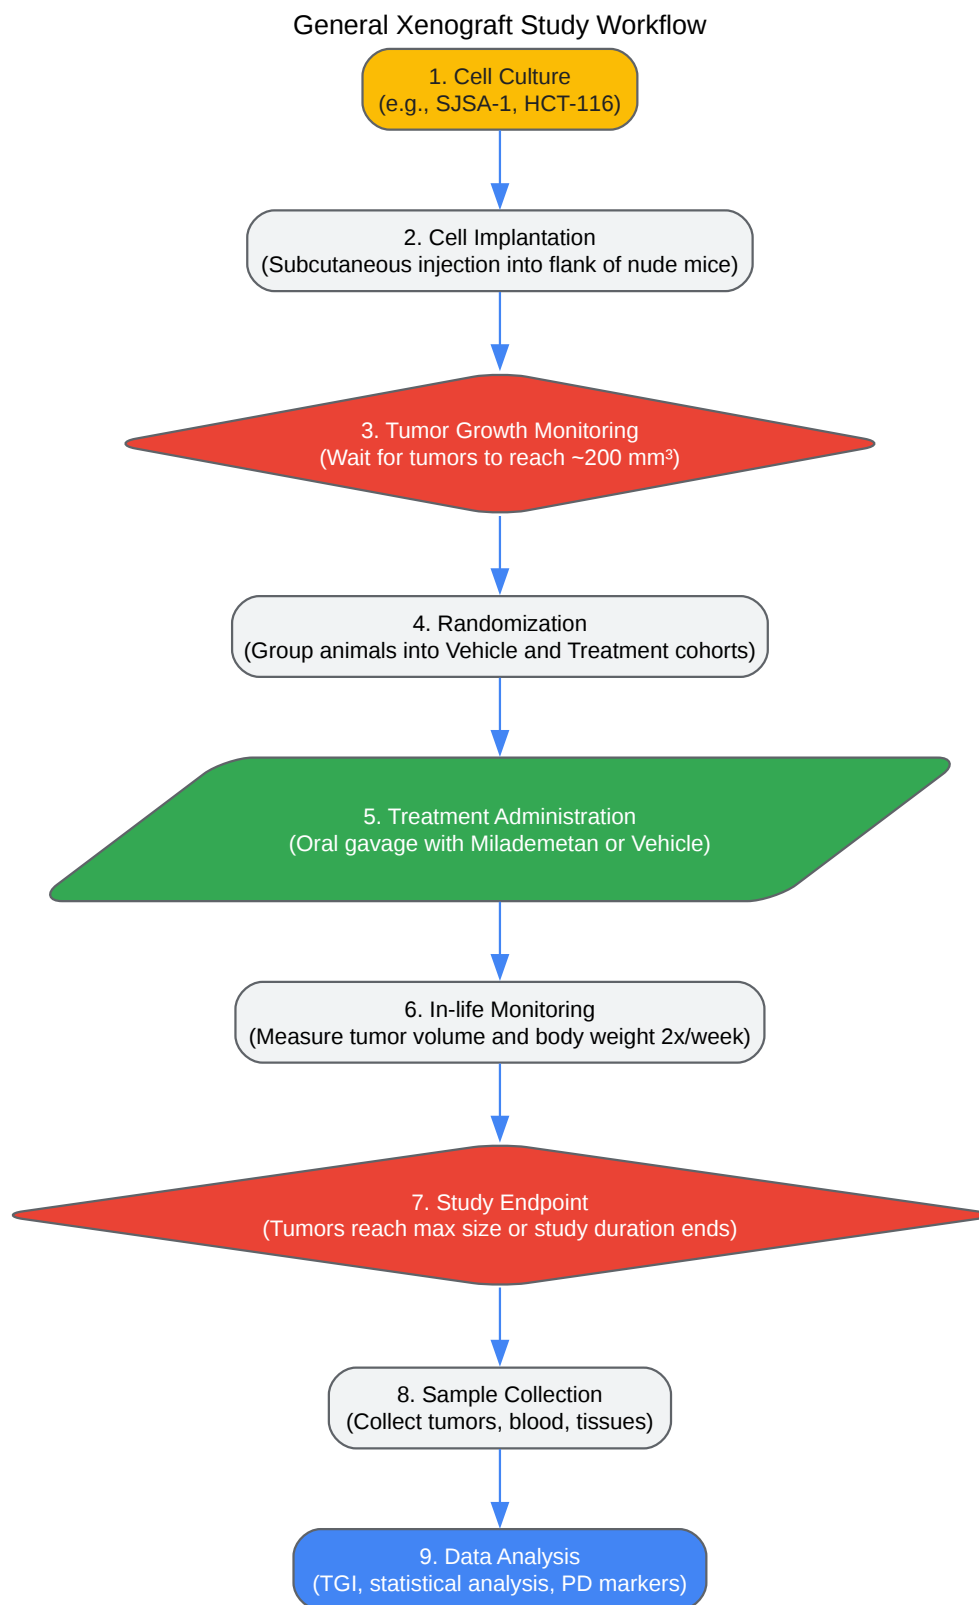 General Xenograft Study Workflow
1. Cell Culture
(e.g., SJSA-1, HCT-116)
2. Cell Implantation
(Subcutaneous injection into flank of nude mice)
3. Tumor Growth Monitoring
(Wait for tumors to reach ~200 mm³)
4. Randomization
(Group animals into Vehicle and Treatment cohorts)
5. Treatment Administration
(Oral gavage with Milademetan or Vehicle)
6. In-life Monitoring
(Measure tumor volume and body weight 2x/week)
7. Study Endpoint
(Tumors reach max size or study duration ends)
8. Sample Collection
(Collect tumors, blood, tissues)
9. Data Analysis
(TGI, statistical analysis, PD markers)